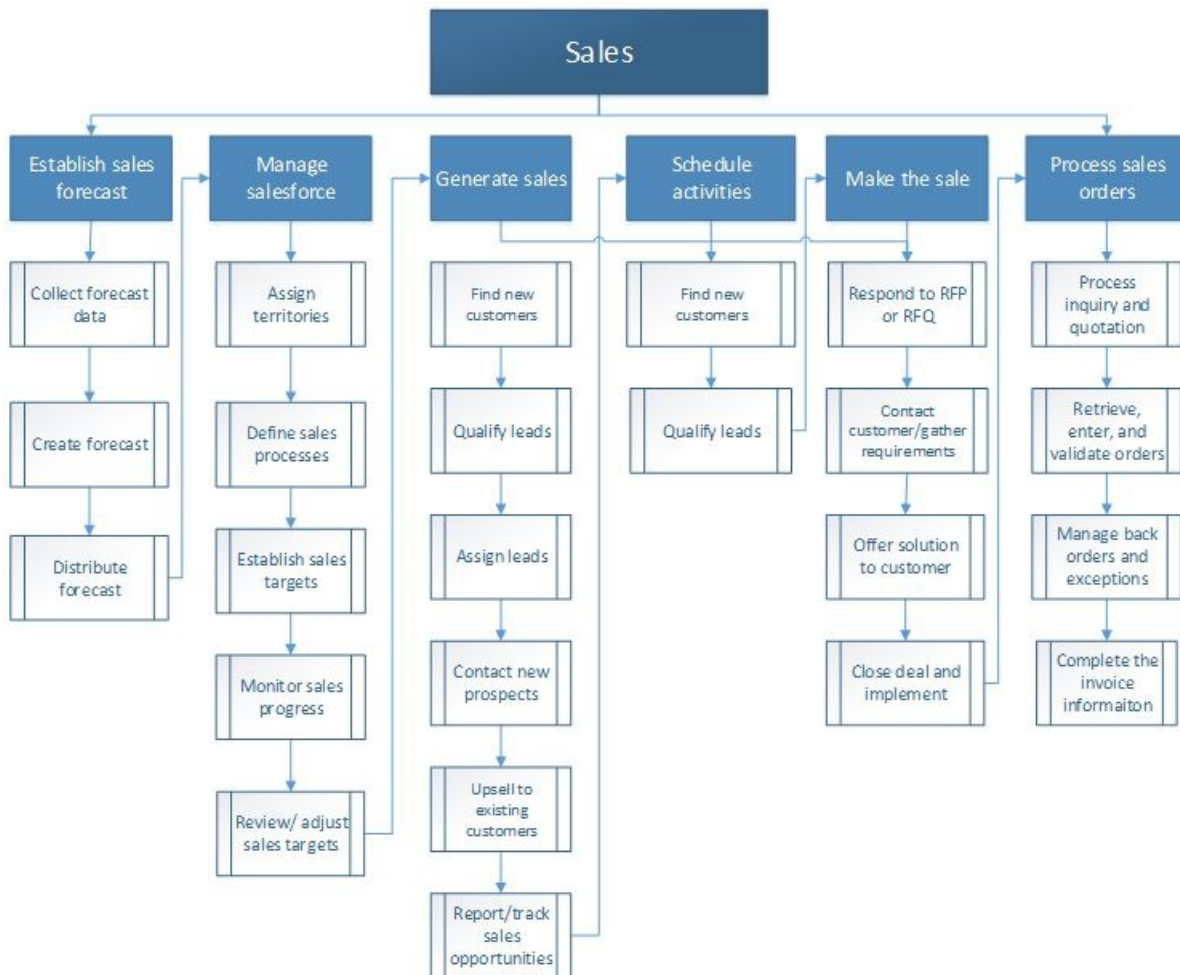 Sales
Establish sales
forecast
Manage
salesforce
Generate sales
Schedule
activities
Make the sale
Process sales
orders
Collect forecast
data
Create forecast
Distribute
forecast
Assign
territories
Define sales
processes
Establish sales
targets
Monitor sales
progress
Review/ adjust
sales targets
Find new
customers
Qualify leads
Assign leads
Contact new
prospects
Upsell to
existing
customers
Report/track
sales
opportunities
Find new
customers
Qualify leads
Respond to RFP
or RFQ
Contact
customer/gather
requirements
Offer solution
to customer
Close deal and
implement
Process
inquiry and
quotation
Retrieve,
enter, and
validate orders
Manage back
orders and
exceptions
Complete the
invoice
informaiton